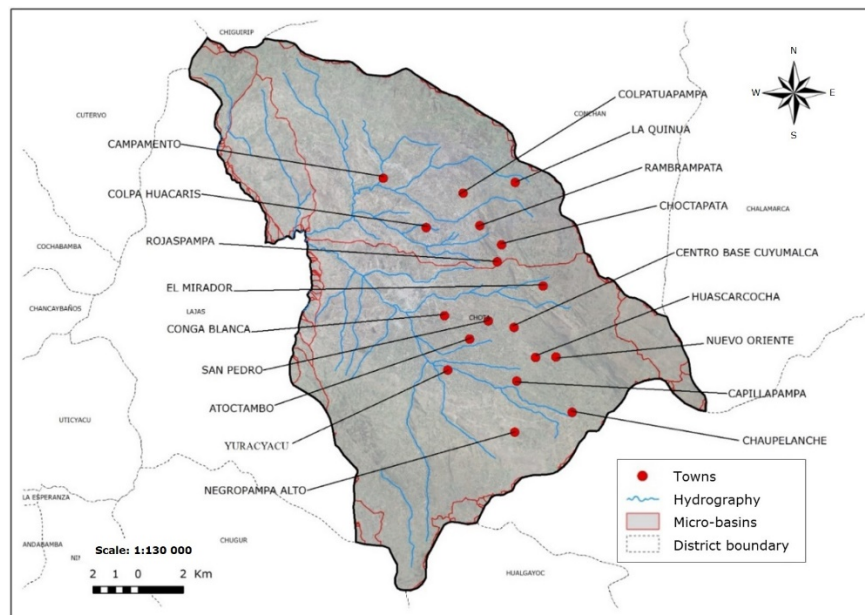 CHIGUIRIP
N
W
E
S
COLPATUAPAMPA
CUTERVO
CONCHAN
LA QUINUA
CAMPAMENTO
RAMBRAMPATA
COLPA HUACARIS
CHOCTAPATA
CHALAMARCA
ROJASPAMPA
COCHABAMBA
CENTRO BASE CUYUMALCA
EL MIRADOR
HUASCARCOCHA
CHANCAYBAÑOS
LAJAS
CHOTA
CONGA BLANCA
NUEVO ORIENTE
SAN PEDRO
CAPILLAPAMPA
ATOCTAMBO
UTICYACU
CHAUPELANCHE
YURACYACU
NEGROPAMPA ALTO
Towns
Hydrography
Micro-basins
District boundary
LA ESPERANZA
CHUGUR
ANDABAMBA
Scale: 1:130 000
2 1 0 2 Km
HUALGAYOC